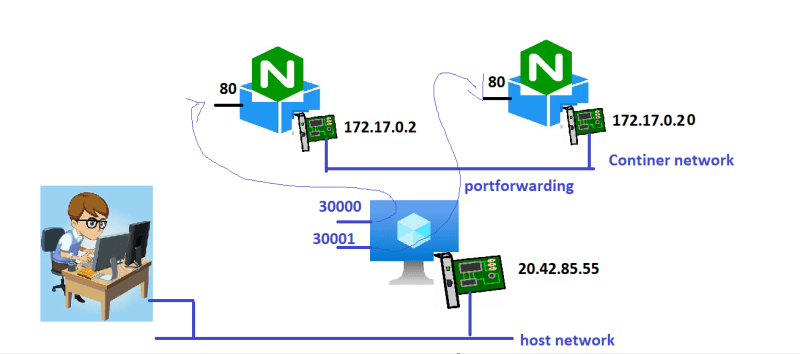 80
N
172.17.0.2
80
N
172.17.0.20
Continer network
portforwarding
30000
30001
20.42.85.55
host network